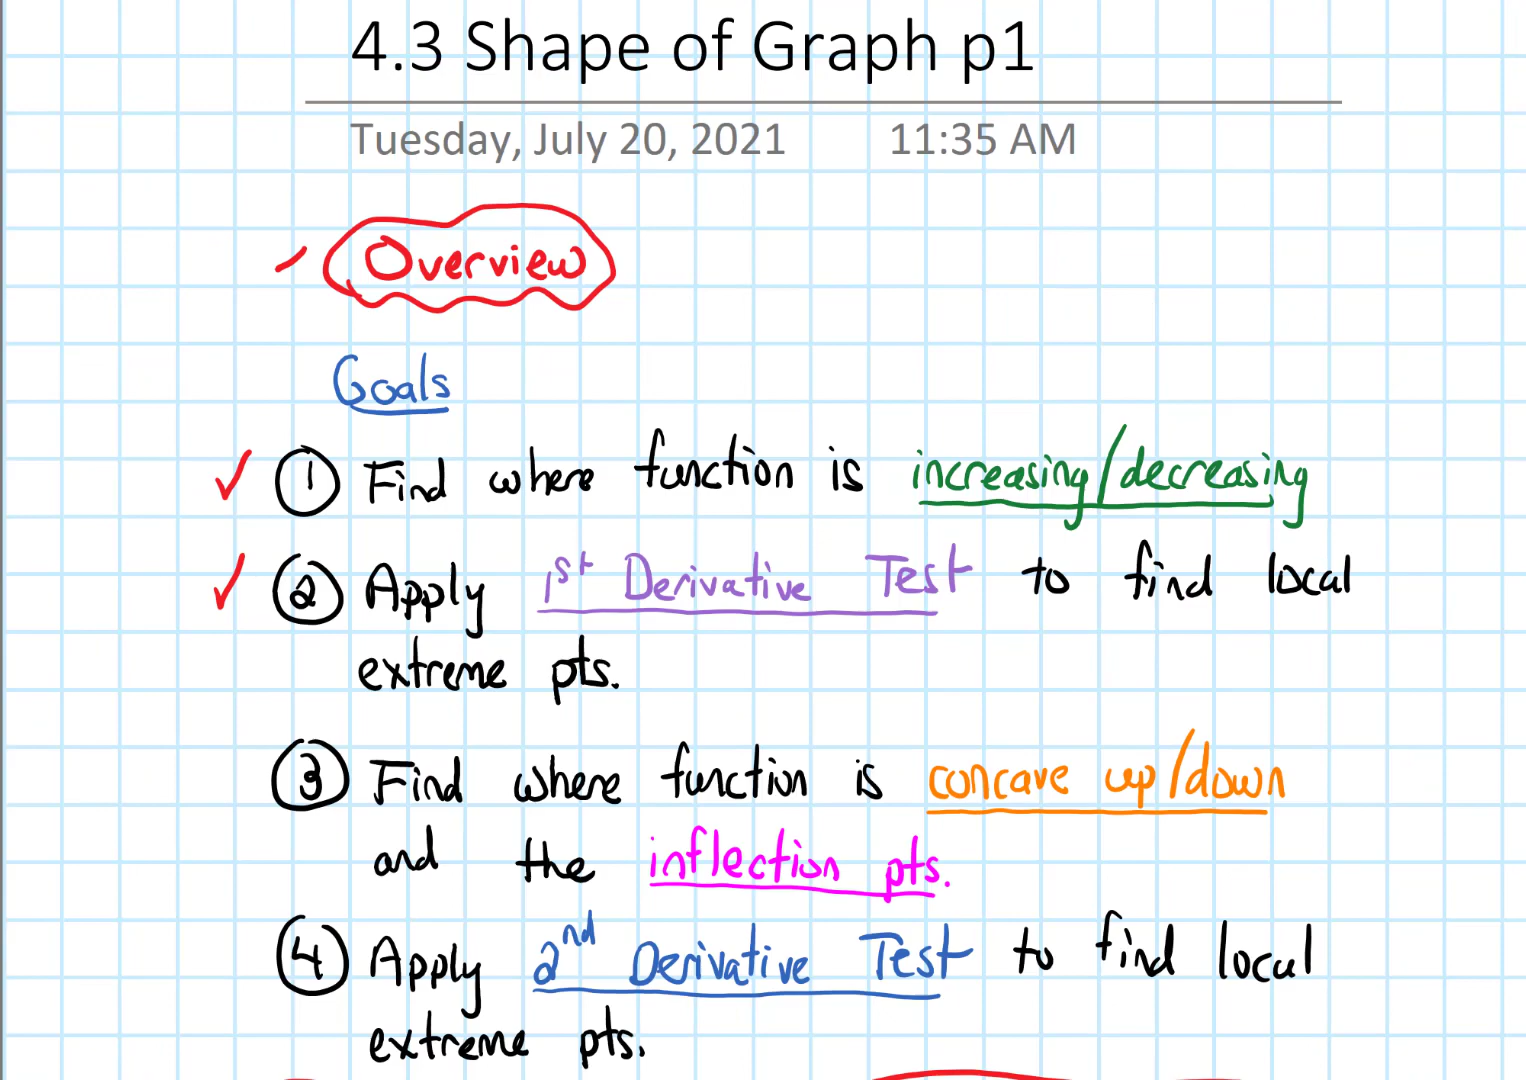 4.3 Shape of Graph p1
Tuesday, July 20, 2021 11:35 AM
Overview
Goals
① Find where function is increasing/decreasing
② Apply 1st Derivative Test to find local
extreme pts.
③ Find where function is concave up/down
and the inflection pts.
④ Apply 2nd Derivative Test to find local
extreme pts.